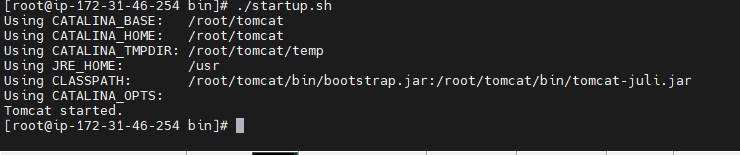 [root@ip-172-31-46-254 bin]# ./startup.sh
Using CATALINA_BASE:   /root/tomcat
Using CATALINA_HOME:   /root/tomcat
Using CATALINA_TMPDIR: /root/tomcat/temp
Using JRE_HOME:        /usr
Using CLASSPATH:       /root/tomcat/bin/bootstrap.jar:/root/tomcat/bin/tomcat-juli.jar
Using CATALINA_OPTS:
Tomcat started.
[root@ip-172-31-46-254 bin]#